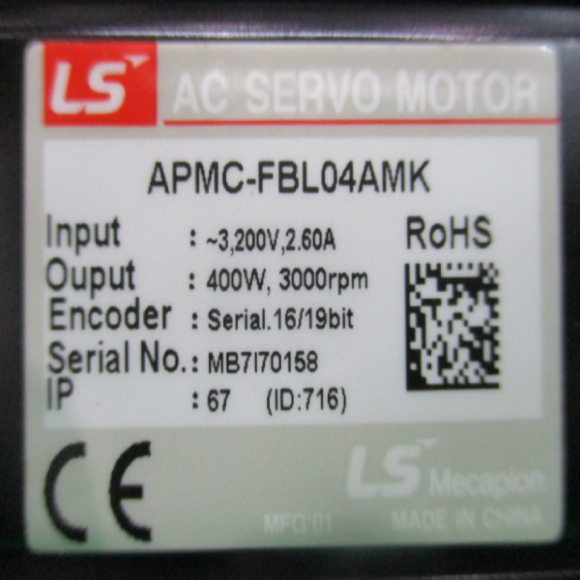 LS AC SERVO MOTOR
APMC-FBL04AMK
Input : ~3,200V,2.60A RoHS
Ouput : 400W, 3000rpm
Encoder : Serial.16/19bit
Serial No.: MB7I70158
IP : 67 (ID:716)
CE
LS Mecapion
MFG:01 MADE IN CHINA